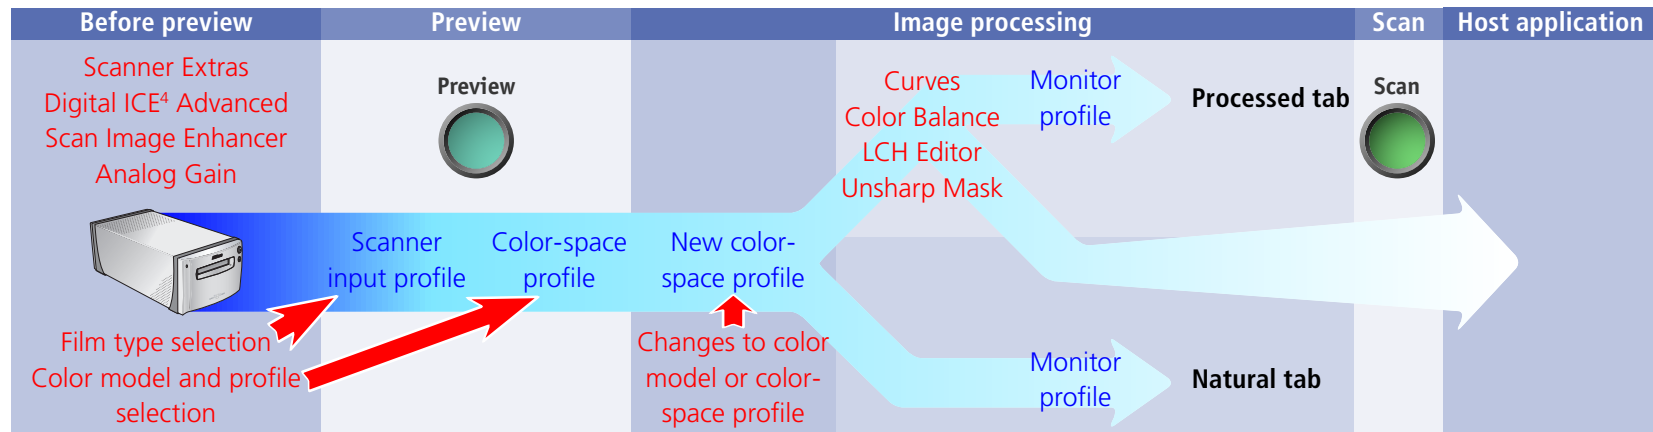 Before preview
Preview
Image processing
Scan
Host application
Scanner Extras
Digital ICE⁴ Advanced
Scan Image Enhancer
Analog Gain
Preview
Curves
Color Balance
LCH Editor
Unsharp Mask
Monitor
profile
Processed tab
Scan
Scanner
input profile
Color-space
profile
New color-
space profile
Film type selection
Color model and profile
selection
Changes to color
model or color-
space profile
Monitor
profile
Natural tab